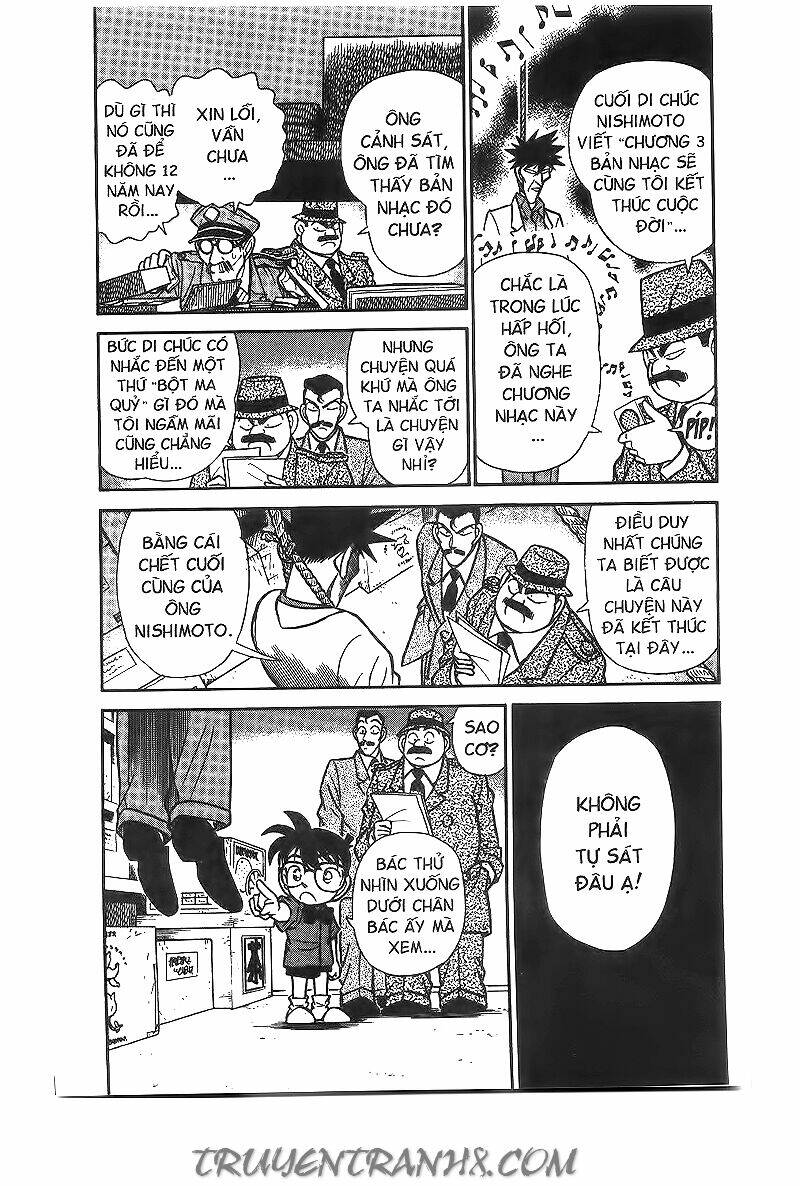 CUỐI DI CHÚC
NISHIMOTO
VIẾT "CHƯƠNG 3
BẢN NHẠC SẼ
CÙNG TÔI KẾT
THÚC CUỘC
ĐỜI"...
CHẮC LÀ
TRONG LÚC
HẤP HỐI,
ÔNG TA
ĐÃ NGHE
CHƯƠNG
NHẠC NÀY
...
PÍP!
ÔNG
CẢNH SÁT,
ÔNG ĐÃ TÌM
THẤY BẢN
NHẠC ĐÓ
CHƯA?
XIN LỖI,
VẪN
CHƯA
...
DÙ GÌ THÌ
NÓ CŨNG
ĐÃ ĐỂ
KHÔNG 12
NĂM NAY
RỒI...
NHƯNG
CHUYỆN QUÁ
KHỨ MÀ ÔNG
TA NHẮC TỚI
LÀ CHUYỆN
GÌ VẬY
NHỈ?
BỨC DI CHÚC CÓ
NHẮC ĐẾN MỘT
THỨ "BỘT MA
QUỶ" GÌ ĐÓ MÀ
TÔI NGẪM MÃI
CŨNG CHẲNG
HIỂU...
ĐIỀU DUY
NHẤT CHÚNG
TA BIẾT ĐƯỢC
LÀ CÂU
CHUYỆN NÀY
ĐÃ KẾT THÚC
TẠI ĐÂY...
BẰNG CÁI
CHẾT CUỐI
CÙNG CỦA
ÔNG
NISHIMOTO.
KHÔNG
PHẢI
TỰ SÁT
ĐÂU Ạ!
SAO
CƠ?
BÁC THỬ
NHÌN XUỐNG
DƯỚI CHÂN
BÁC ẤY MÀ
XEM...
TRUYENTRANH8.COM